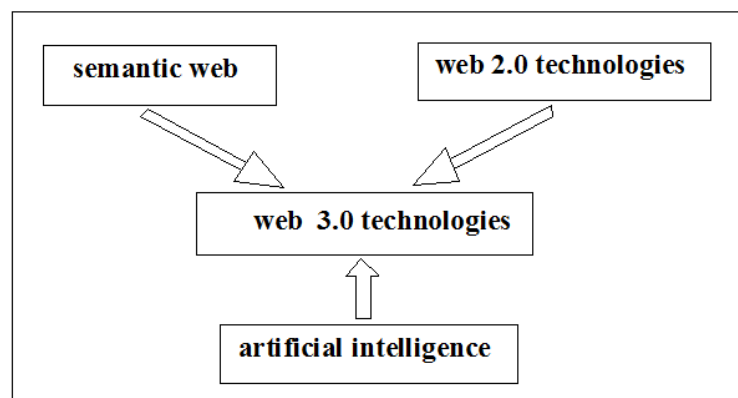 semantic web
web 2.0 technologies
web 3.0 technologies
artificial intelligence